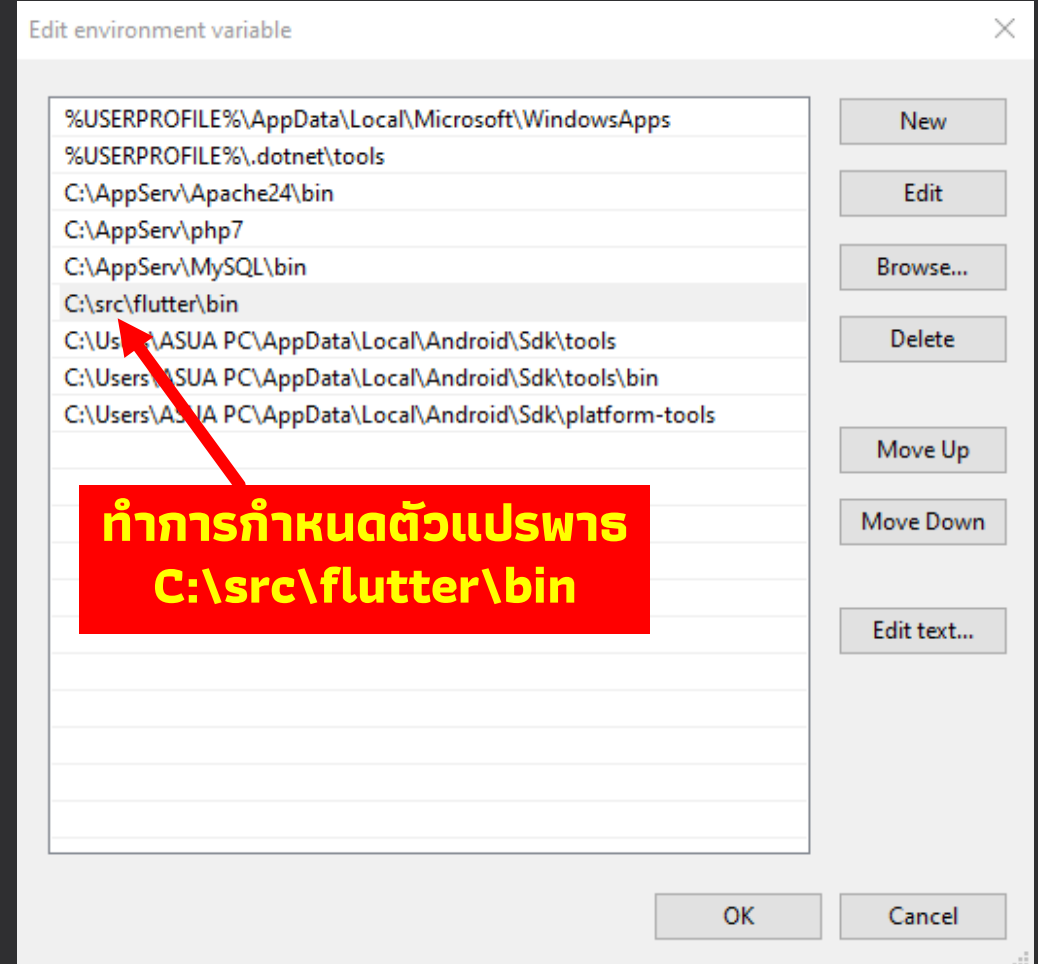 Edit environment variable
%USERPROFILE%\AppData\Local\Microsoft\WindowsApps
%USERPROFILE%\.dotnet\tools
C:\AppServ\Apache24\bin
C:\AppServ\php7
C:\AppServ\MySQL\bin
C:\src\flutter\bin
C:\Users\ASUA PC\AppData\Local\Android\Sdk\tools
C:\Users\ASUA PC\AppData\Local\Android\Sdk\tools\bin
C:\Users\ASUA PC\AppData\Local\Android\Sdk\platform-tools
ทำการกำหนดตัวแปรพาธ
C:\src\flutter\bin
New
Edit
Browse...
Delete
Move Up
Move Down
Edit text...
OK
Cancel